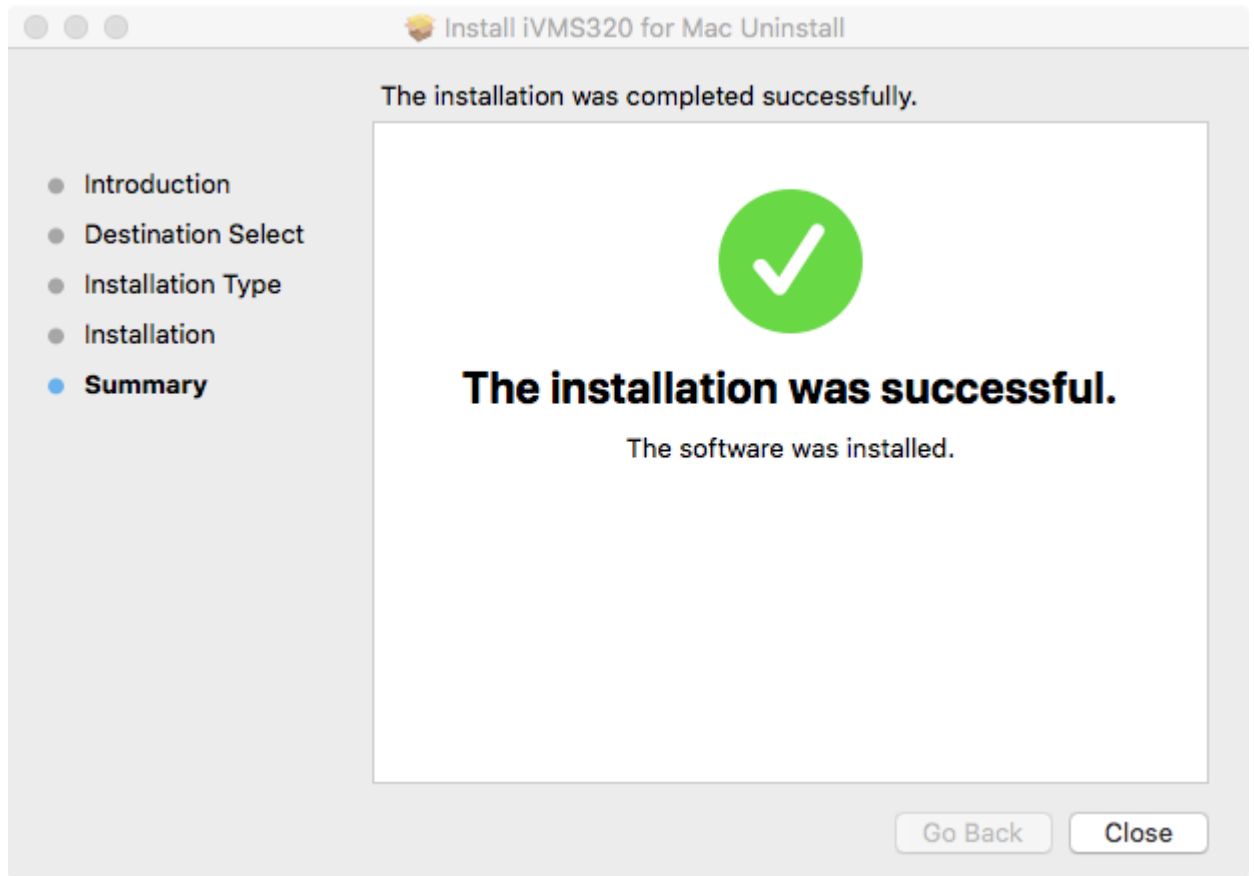 Install iVMS320 for Mac Uninstall
The installation was completed successfully.
Introduction
Destination Select
Installation Type
Installation
Summary
The installation was successful.
The software was installed.
Go Back
Close